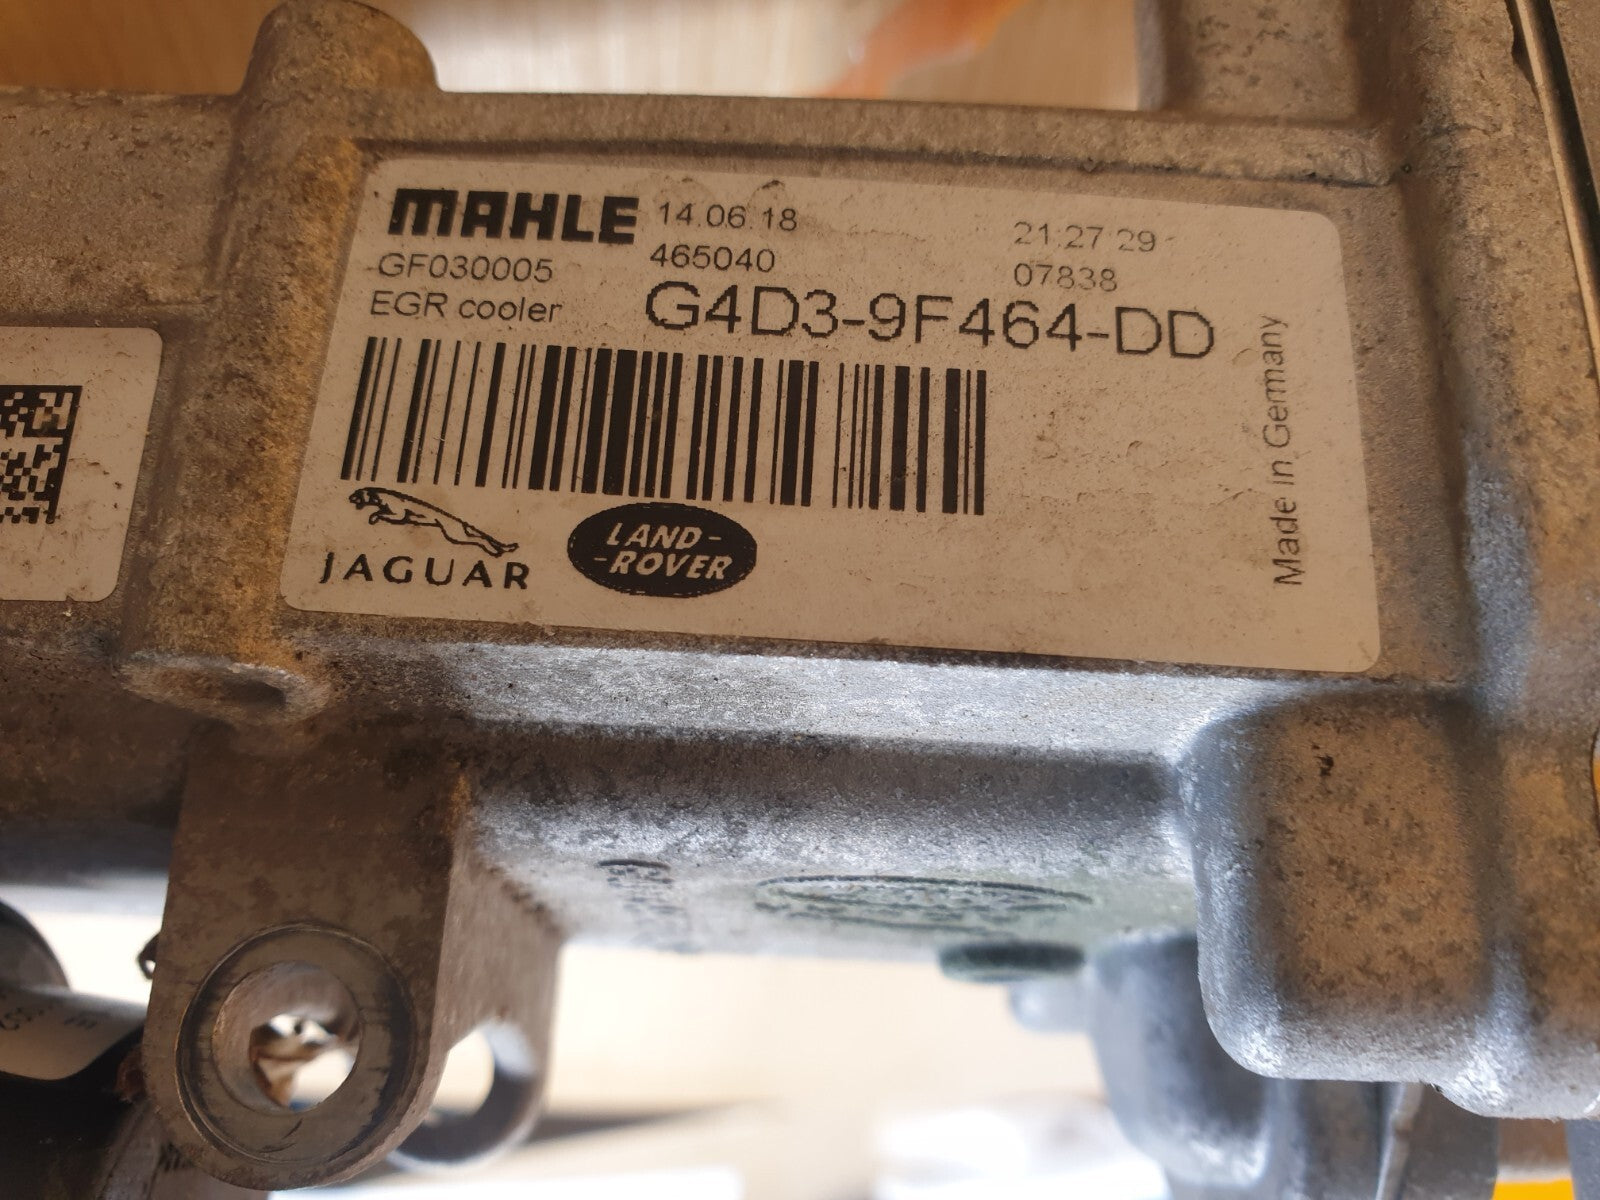 MAHLE 14.06.18 21:27:29
GF030005 465040 07838
EGR cooler G4D3-9F464-DD
Made in Germany
JAGUAR
LAND-
-ROVER